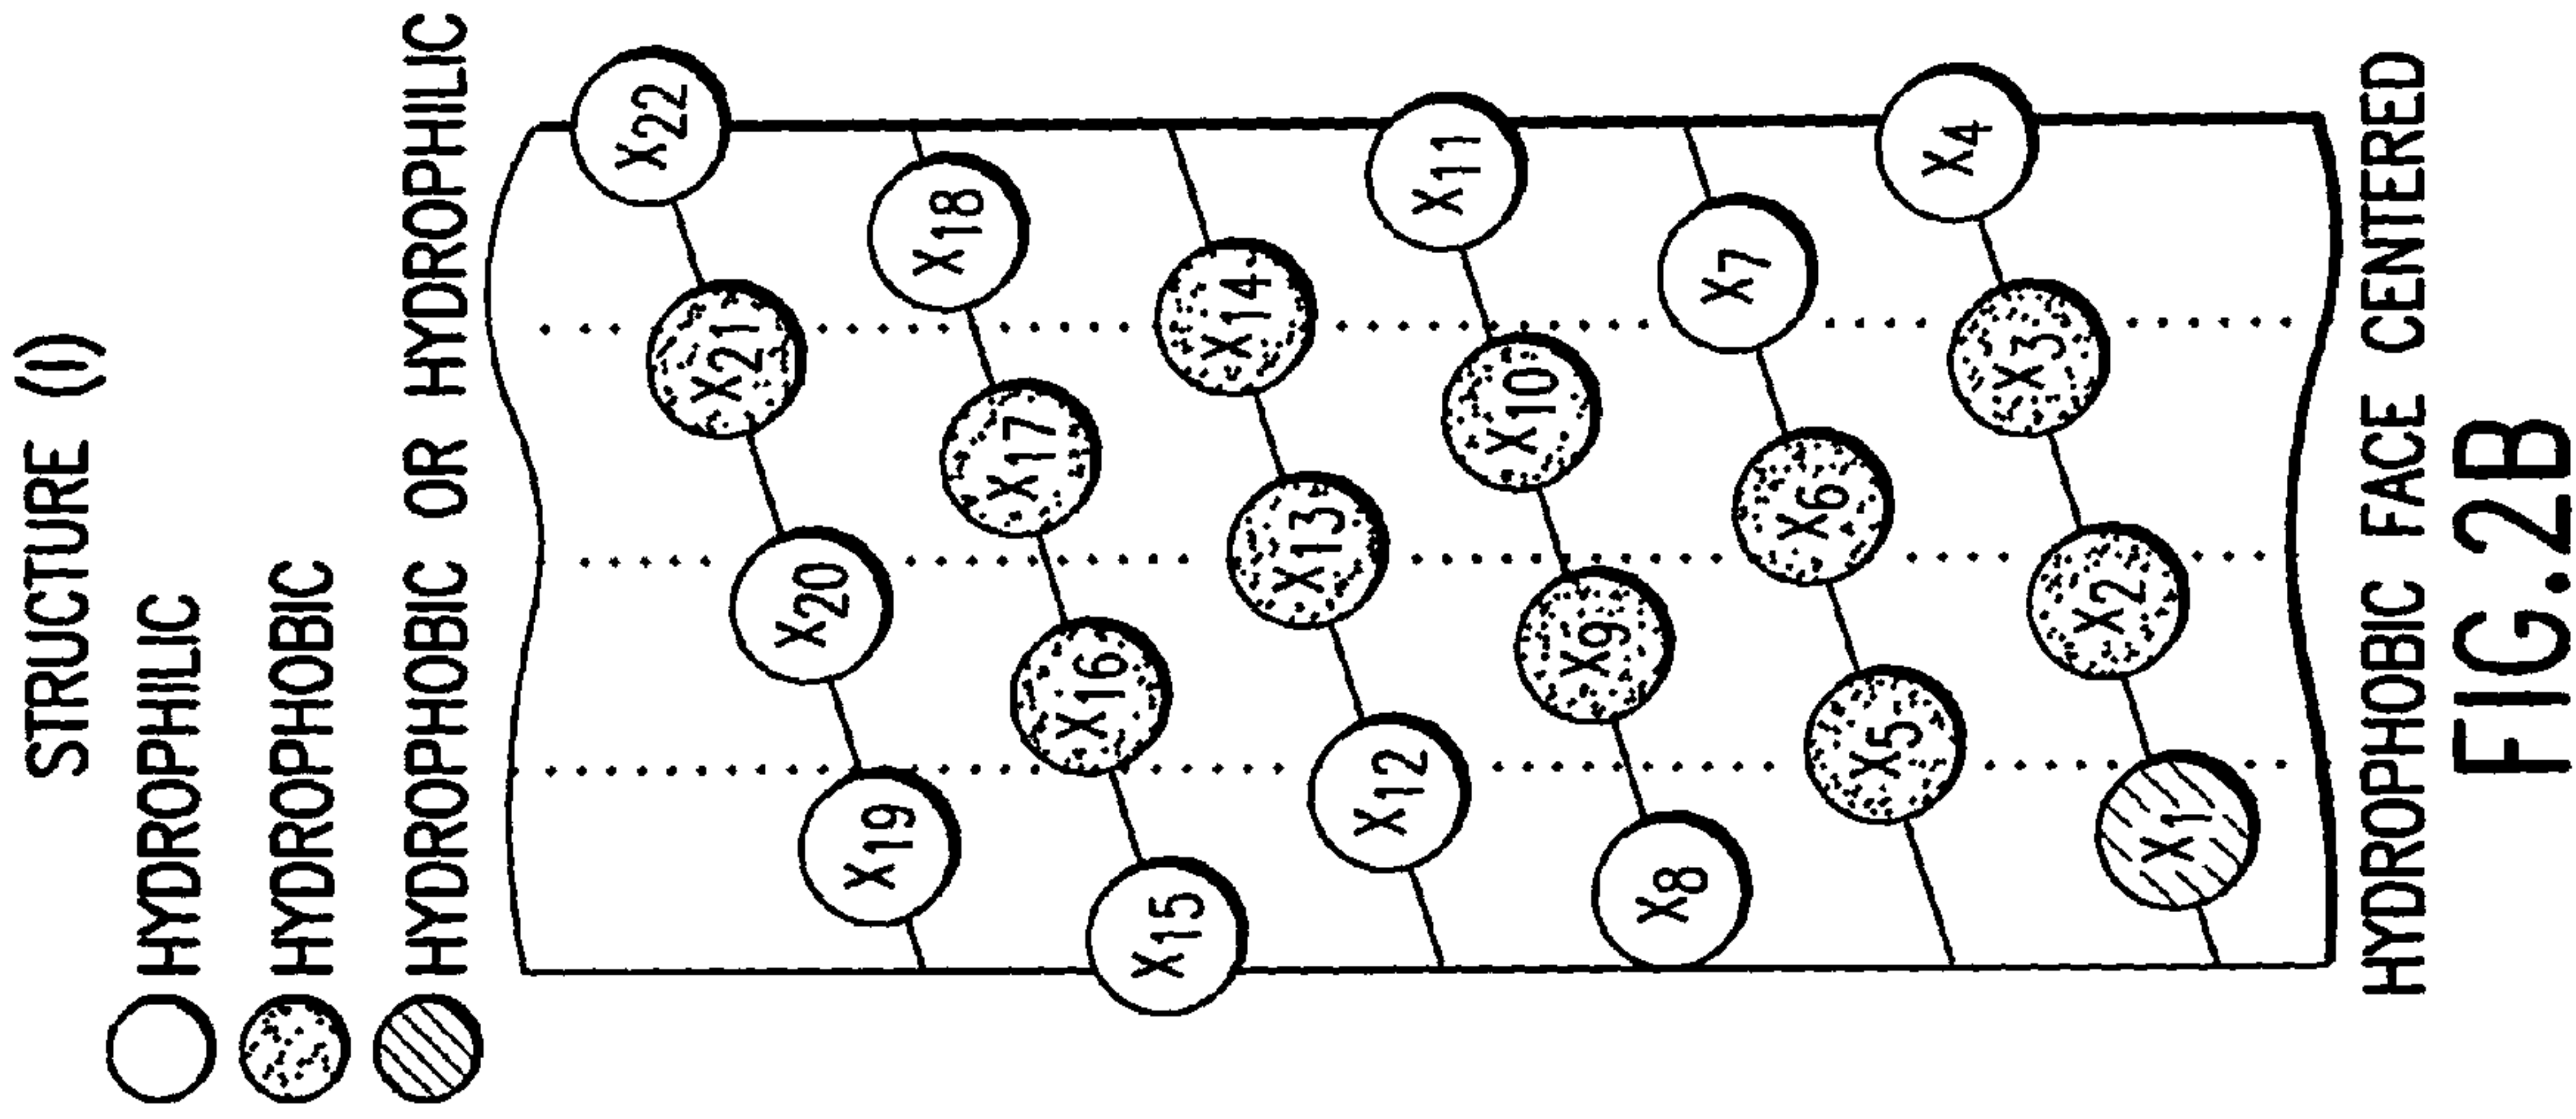 STRUCTURE (I)
HYDROPHILIC
HYDROPHOBIC
HYDROPHOBIC OR HYDROPHILIC
X22
X21
X20
X19
X18
X17
X16
X15
X14
X13
X12
X11
X10
X9
X8
X7
X6
X5
X4
X3
X2
X1
HYDROPHOBIC FACE CENTERED
FIG.2B